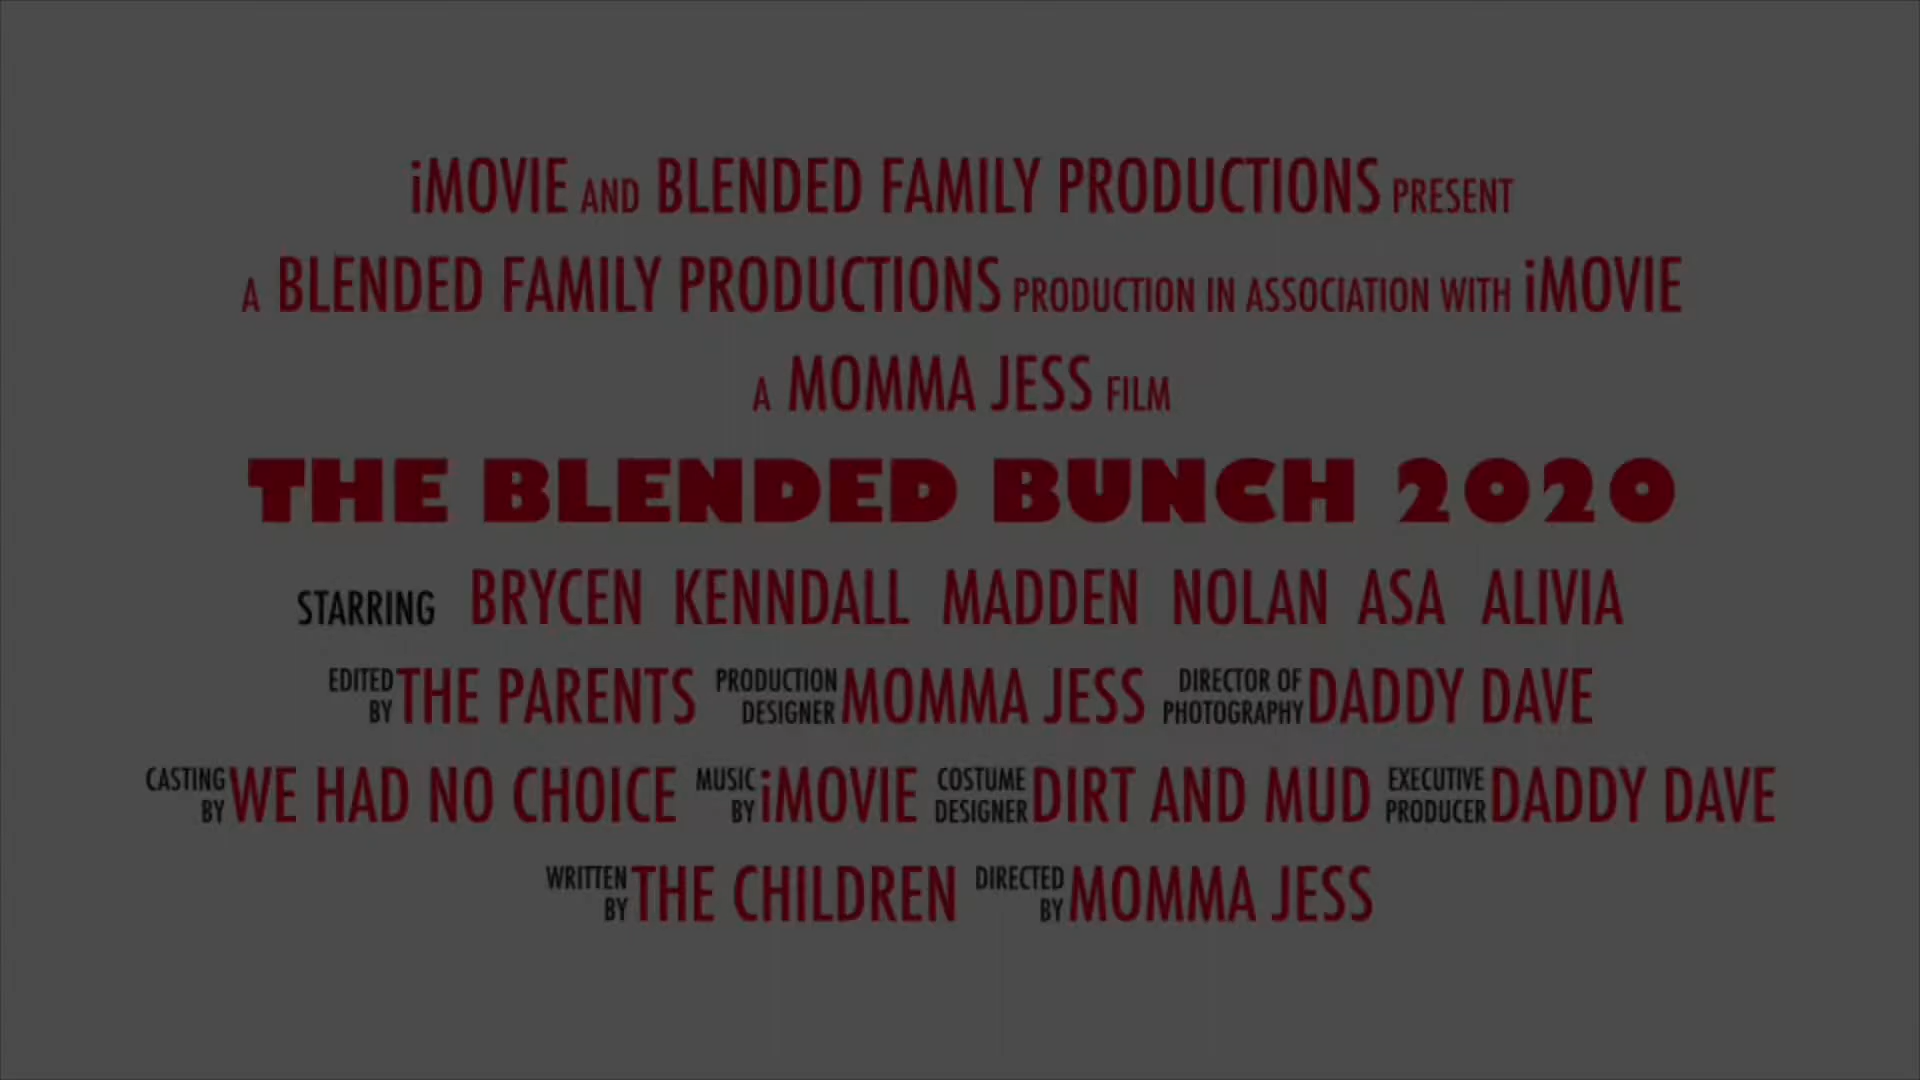 iMOVIE AND BLENDED FAMILY PRODUCTIONS PRESENT
A BLENDED FAMILY PRODUCTIONS PRODUCTION IN ASSOCIATION WITH iMOVIE
A MOMMA JESS FILM
THE BLENDED BUNCH 2020
STARRING BRYCEN KENNDALL MADDEN NOLAN ASA ALIVIA
EDITED BY THE PARENTS PRODUCTION DESIGNER MOMMA JESS DIRECTOR OF PHOTOGRAPHY DADDY DAVE
CASTING BY WE HAD NO CHOICE MUSIC BY iMOVIE COSTUME DESIGNER DIRT AND MUD EXECUTIVE PRODUCER DADDY DAVE
WRITTEN BY THE CHILDREN DIRECTED BY MOMMA JESS